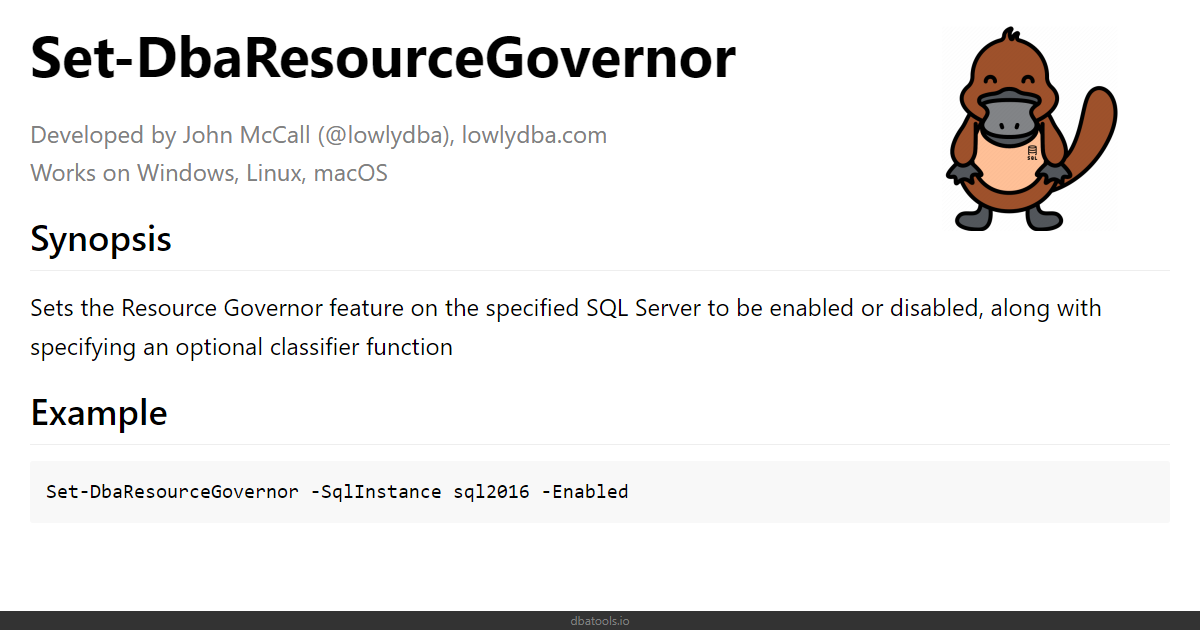 Set-DbaResourceGovernor
Developed by John McCall (@lowlydba), lowlydba.com
Works on Windows, Linux, macOS
SQL
Synopsis
Sets the Resource Governor feature on the specified SQL Server to be enabled or disabled, along with
specifying an optional classifier function
Example
Set-DbaResourceGovernor -SqlInstance sql2016 -Enabled
dbatools.io